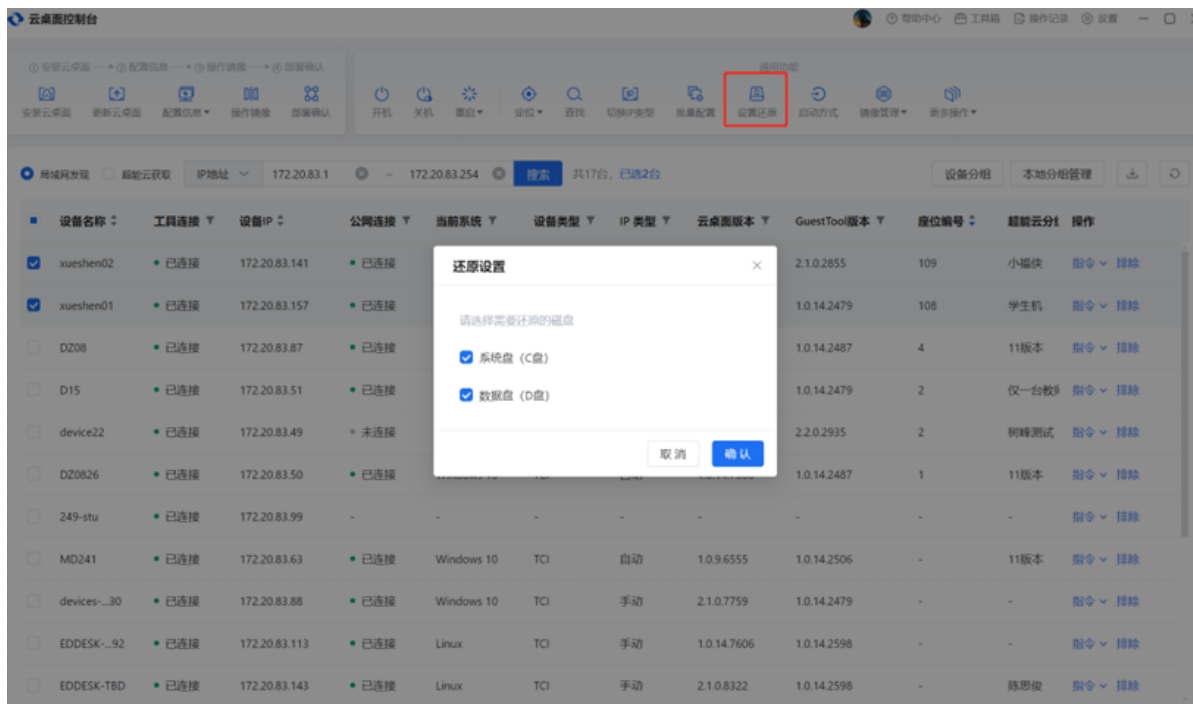 云桌面控制台
帮助中心 工具箱 操作记录 设置
①安装云桌面 ②配置信息 ③操作镜像 ④部署确认 通用功能
安装云桌面 更新云桌面 配置信息 操作镜像 部署确认 开机 关机 重启 定位 查找 切换IP类型 批量配置 设置还原 启动方式 镜像管理 更多操作
局域网发现 超能云获取 IP地址 172.20.83.1 - 172.20.83.254 搜索 共17台, 已选2台 设备分组 本地分组管理
设备名称 工具连接 设备IP 公网连接 当前系统 设备类型 IP 类型 云桌面版本 GuestTool版本 座位编号 超能云分 操作
xueshen02 已连接 172.20.83.141 已连接 2.1.0.2855 109 小福侠 指令 排除
xueshen01 已连接 172.20.83.157 已连接 1.0.14.2479 108 学生机 指令 排除
DZ08 已连接 172.20.83.87 已连接 1.0.14.2487 4 11版本 指令 排除
D15 已连接 172.20.83.51 已连接 1.0.14.2479 2 仅一台教 指令 排除
device22 已连接 172.20.83.49 未连接 2.2.0.2935 2 树峰测试 指令 排除
DZ0826 已连接 172.20.83.50 已连接 1.0.14.2487 1 11版本 指令 排除
249-stu 已连接 172.20.83.99 - - - - - - - - 指令 排除
MD241 已连接 172.20.83.63 已连接 Windows 10 TCI 自动 1.0.9.6555 1.0.14.2506 - 11版本 指令 排除
devices-...30 已连接 172.20.83.88 已连接 Windows 10 TCI 手动 2.1.0.7759 1.0.14.2479 - - 指令 排除
EDDESK-...92 已连接 172.20.83.113 已连接 Linux TCI 手动 1.0.14.7606 1.0.14.2598 - - 指令 排除
EDDESK-TBD 已连接 172.20.83.143 已连接 Linux TCI 手动 2.1.0.8322 1.0.14.2598 - 陈思俊 指令 排除
还原设置
请选择需要还原的磁盘
系统盘（C盘）
数据盘（D盘）
取消 确认